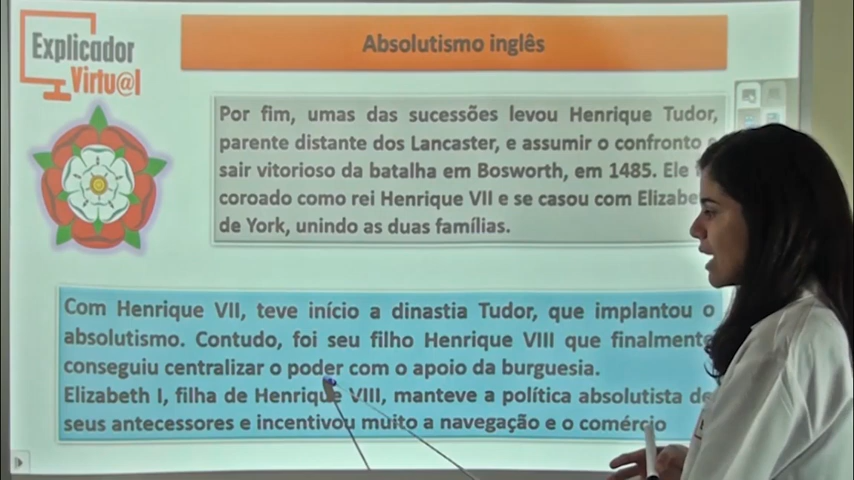 Explicador
Virtu@l
Absolutismo inglês
Por fim, umas das sucessões levou Henrique Tudor,
parente distante dos Lancaster, e assumir o confronto
sair vitorioso da batalha em Bosworth, em 1485. Ele
coroado como rei Henrique VII e se casou com
de York, unindo as duas famílias.
Com Henrique VII, teve início a dinastia Tudor, que implantou o
absolutismo. Contudo, foi seu filho Henrique VIII que finalmente
conseguiu centralizar o poder com o apoio da burguesia.
Elizabeth I, filha de Henrique VIII, manteve a política absolutista de
seus antecessores e incentivou muito a navegação e o comércio